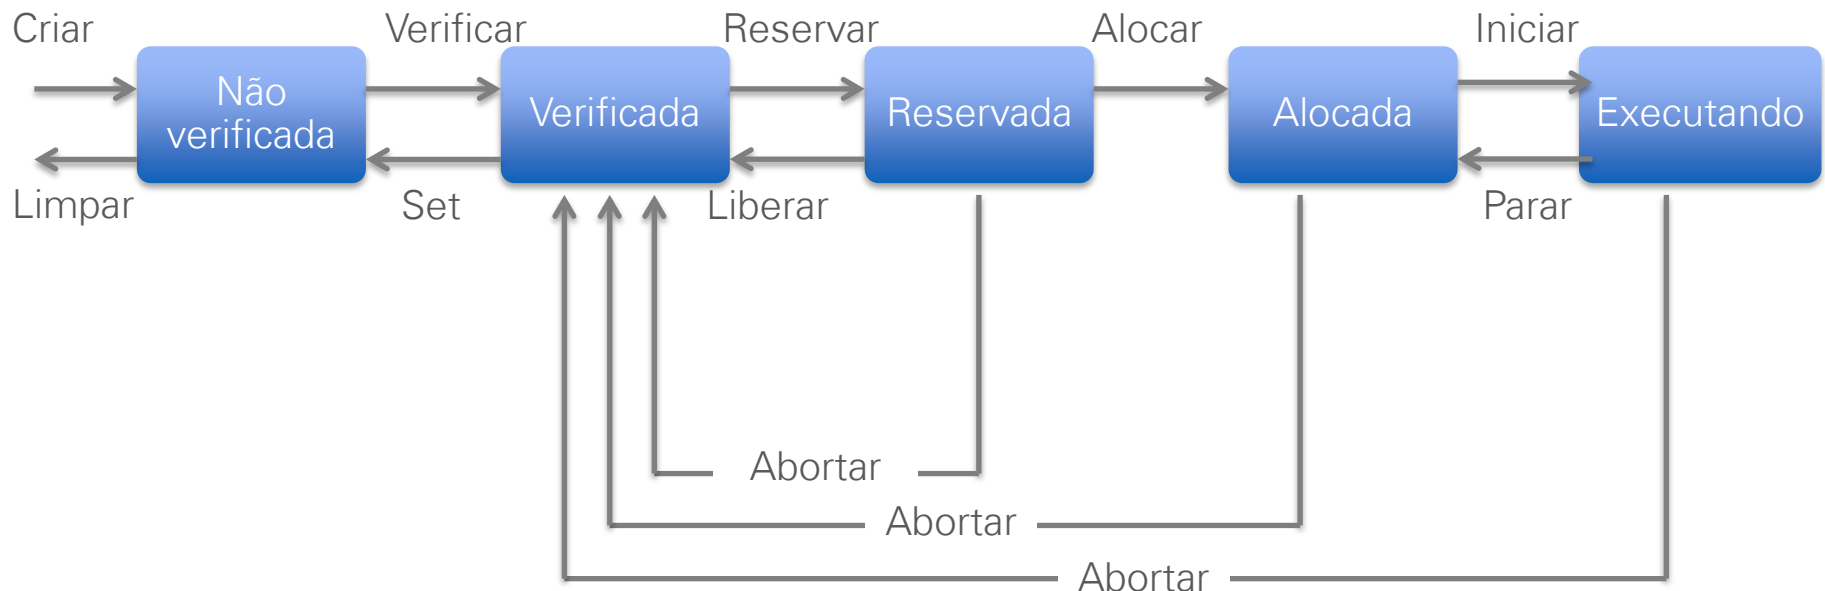 Criar
Verificar
Reservar
Alocar
Iniciar
Não
verificada
Verificada
Reservada
Alocada
Executando
Limpar
Set
Liberar
Parar
Abortar
Abortar
Abortar